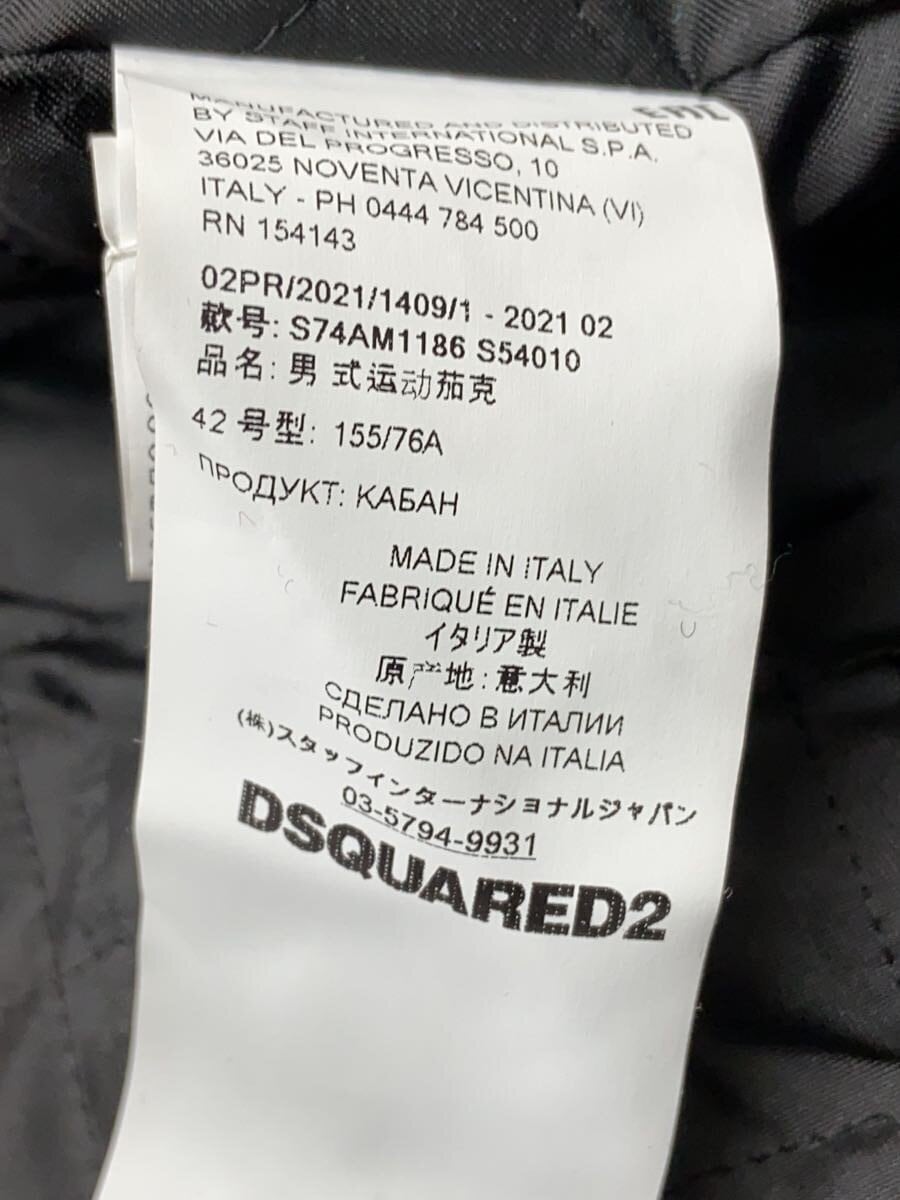 EAC
MANUFACTURED AND DISTRIBUTED
BY STAFF INTERNATIONAL S.P.A.
VIA DEL PROGRESSO, 10
36025 NOVENTA VICENTINA (VI)
ITALY - PH 0444 784 500
RN 154143
02PR/2021/1409/1 - 2021 02
款号: S74AM1186 S54010
品名: 男 式运动茄克
42 号型: 155/76A
ПРОДУКТ: КАБАН
MADE IN ITALY
FABRIQUÉ EN ITALIE
イタリア製
原产地: 意大利
СДЕЛАНО В ИТАЛИИ
PRODUZIDO NA ITALIA
(株)スタッフインターナショナルジャパン
03-5794-9931
DSQUARED2